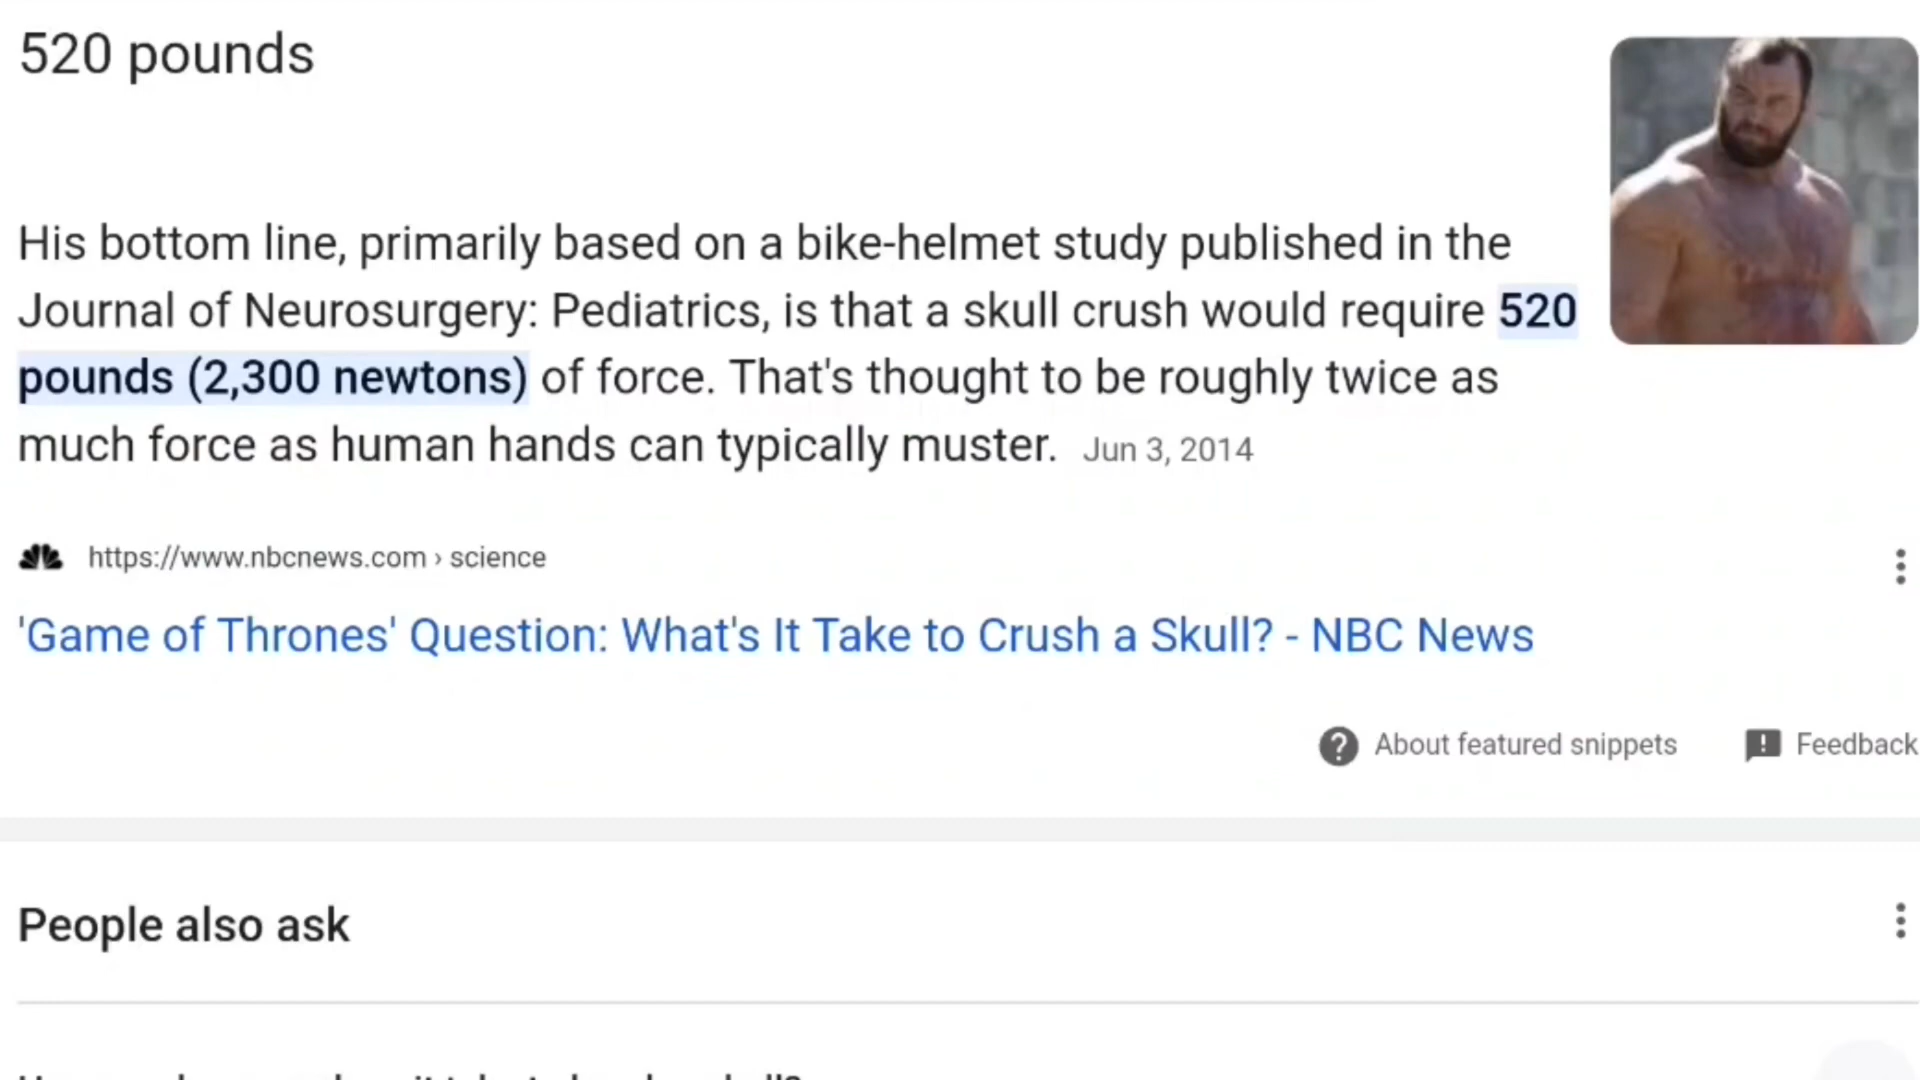 520 pounds
His bottom line, primarily based on a bike-helmet study published in the
Journal of Neurosurgery: Pediatrics, is that a skull crush would require 520
pounds (2,300 newtons) of force. That's thought to be roughly twice as
much force as human hands can typically muster. Jun 3, 2014
https://www.nbcnews.com › science
'Game of Thrones' Question: What's It Take to Crush a Skull? - NBC News
About featured snippets
Feedback
People also ask